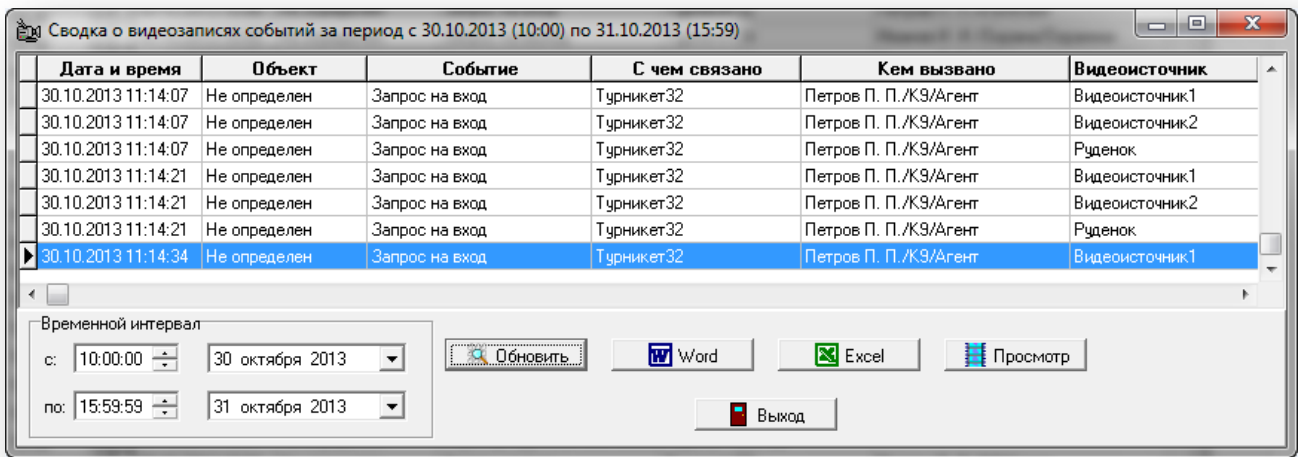 Сводка о видеозаписях событий за период с 30.10.2013 (10:00) по 31.10.2013 (15:59)
Дата и время Объект Событие С чем связано Кем вызвано Видеоисточник
30.10.2013 11:14:07 Не определен Запрос на вход Турникет32 Петров П. П./К9/Агент Видеоисточник1
30.10.2013 11:14:07 Не определен Запрос на вход Турникет32 Петров П. П./К9/Агент Видеоисточник2
30.10.2013 11:14:07 Не определен Запрос на вход Турникет32 Петров П. П./К9/Агент Руденок
30.10.2013 11:14:21 Не определен Запрос на вход Турникет32 Петров П. П./К9/Агент Видеоисточник1
30.10.2013 11:14:21 Не определен Запрос на вход Турникет32 Петров П. П./К9/Агент Видеоисточник2
30.10.2013 11:14:21 Не определен Запрос на вход Турникет32 Петров П. П./К9/Агент Руденок
30.10.2013 11:14:34 Не определен Запрос на вход Турникет32 Петров П. П./К9/Агент Видеоисточник1
Временной интервал
с: 10:00:00 30 октября 2013 Обновить Word Excel Просмотр
по: 15:59:59 31 октября 2013 Выход